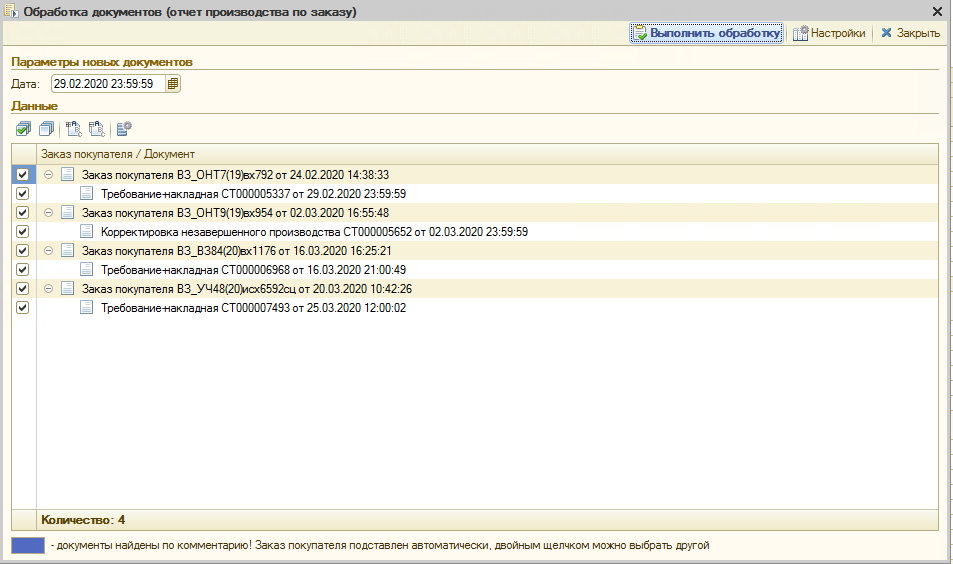 Обработка документов (отчет производства по заказу)
Выполнить обработку
Настройки
Закрыть
Параметры новых документов
Дата: 29.02.2020 23:59:59
Данные
Заказ покупателя / Документ
Заказ покупателя ВЗ_ОНТ7(19)вх792 от 24.02.2020 14:38:33
Требование-накладная СТ000005337 от 29.02.2020 23:59:59
Заказ покупателя ВЗ_ОНТ9(19)вх954 от 02.03.2020 16:55:48
Корректировка незавершенного производства СТ000005652 от 02.03.2020 23:59:59
Заказ покупателя ВЗ_ВЗ84(20)вх1176 от 16.03.2020 16:25:21
Требование-накладная СТ000006968 от 16.03.2020 21:00:49
Заказ покупателя ВЗ_УЧ48(20)исх6592сц от 20.03.2020 10:42:26
Требование-накладная СТ000007493 от 25.03.2020 12:00:02
Количество: 4
- документы найдены по комментарию! Заказ покупателя подставлен автоматически, двойным щелчком можно выбрать другой